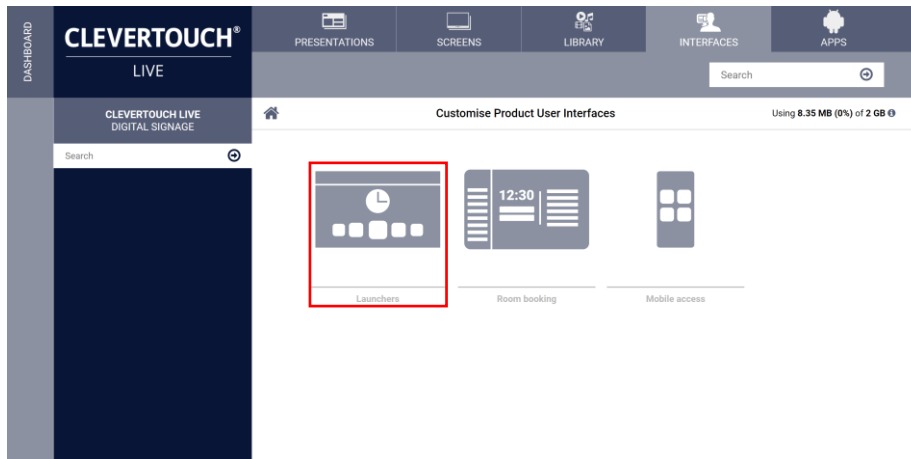 DASHBOARD
CLEVERTOUCH®
LIVE
PRESENTATIONS
SCREENS
LIBRARY
INTERFACES
APPS
Search
CLEVERTOUCH LIVE
DIGITAL SIGNAGE
Search
Customise Product User Interfaces
Using 8.35 MB (0%) of 2 GB
12:30
Launchers
Room booking
Mobile access